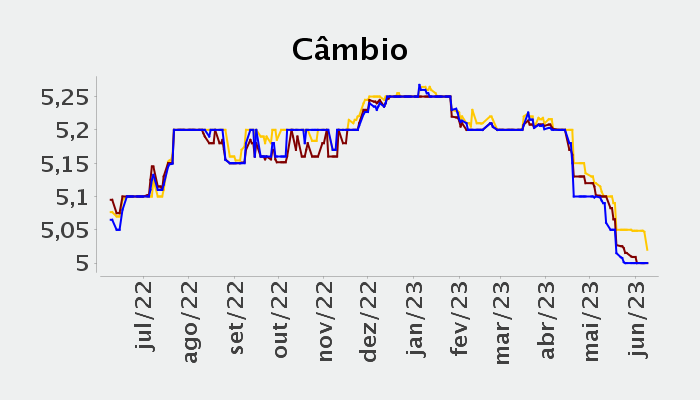 Câmbio
5,25
5,2
5,15
5,1
5,05
5
jul/22
ago/22
set/22
out/22
nov/22
dez/22
jan/23
fev/23
mar/23
abr/23
mai/23
jun/23